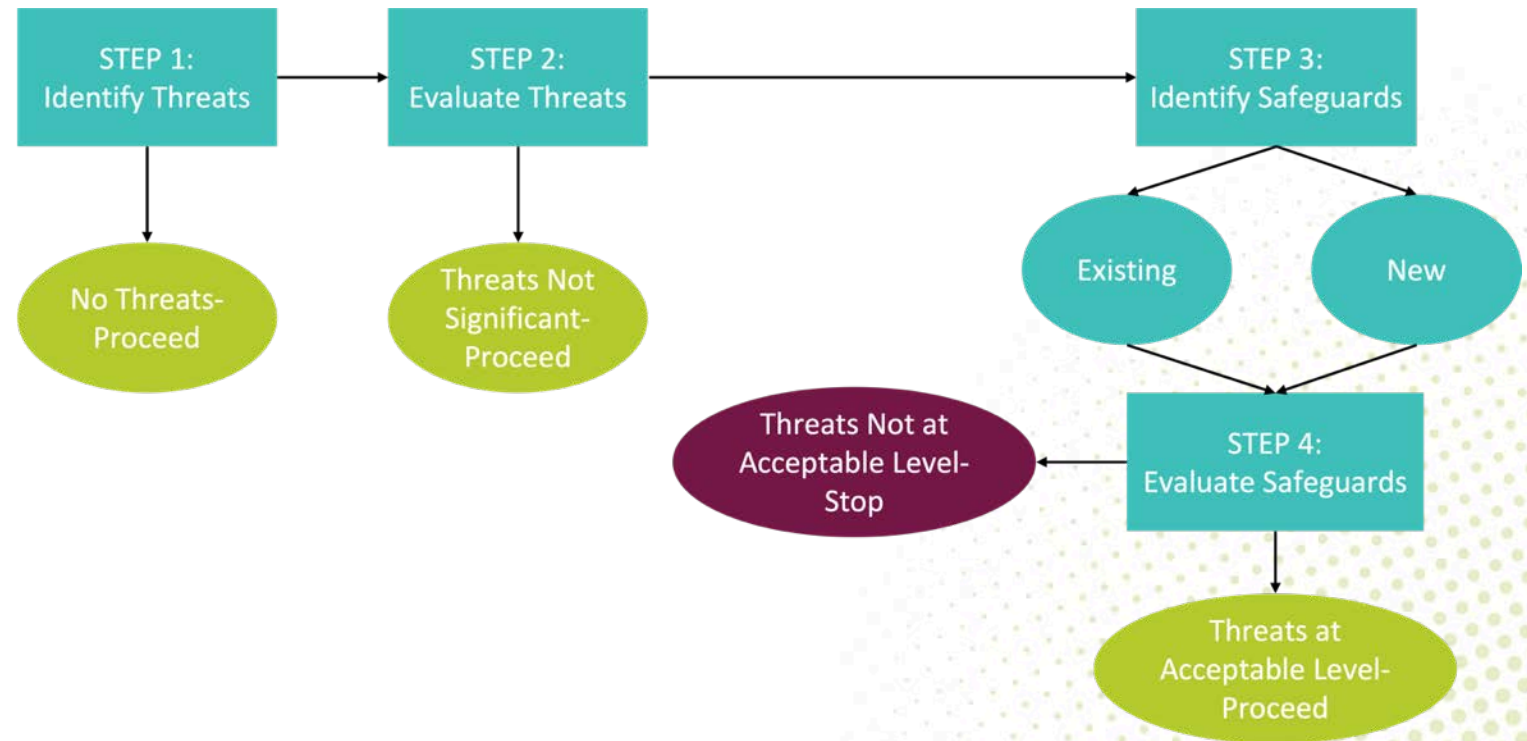 STEP 1:
Identify Threats
STEP 2:
Evaluate Threats
STEP 3:
Identify Safeguards
No Threats-
Proceed
Threats Not
Significant-
Proceed
Existing
New
Threats Not at
Acceptable Level-
Stop
STEP 4:
Evaluate Safeguards
Threats at
Acceptable Level-
Proceed